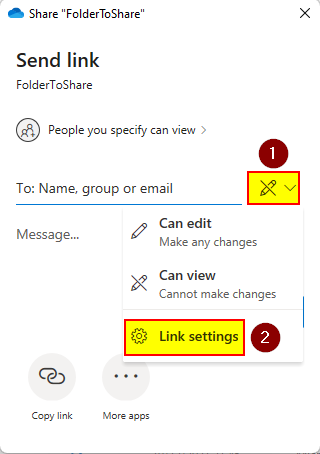 Share "FolderToShare"
Send link
FolderToShare
People you specify can view
1
To: Name, group or email
Message...
Can edit
Make any changes
Can view
Cannot make changes
Link settings
2
Copy link
More apps